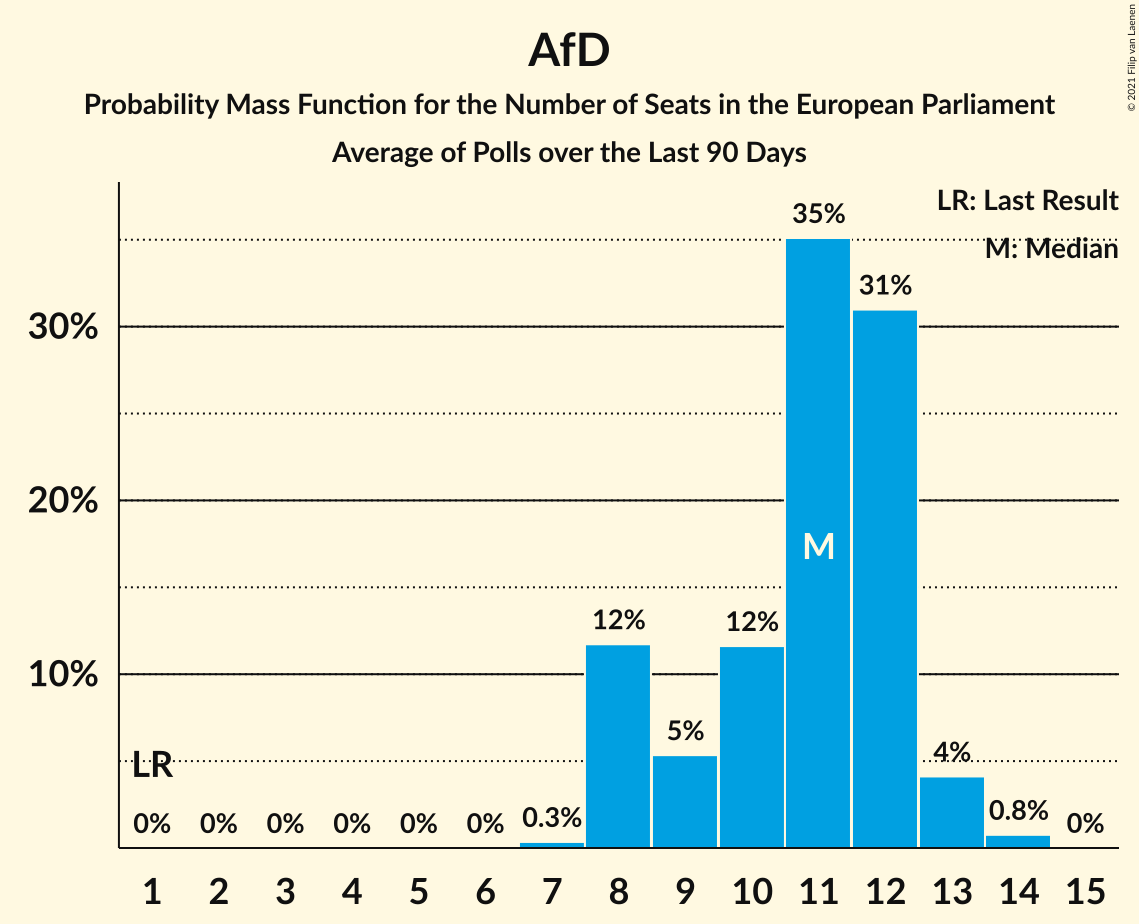 AfD
Probability Mass Function for the Number of Seats in the European Parliament
Average of Polls over the Last 90 Days
© 2021 Filip van Laenen
LR: Last Result
M: Median
35%
31%
30%
20%
M
12%
12%
10%
5%
4%
LR
0%
0%
0%
0%
0%
0%
0.3%
0.8%
0%
1 2 3 4 5 6 7 8 9 10 11 12 13 14 15